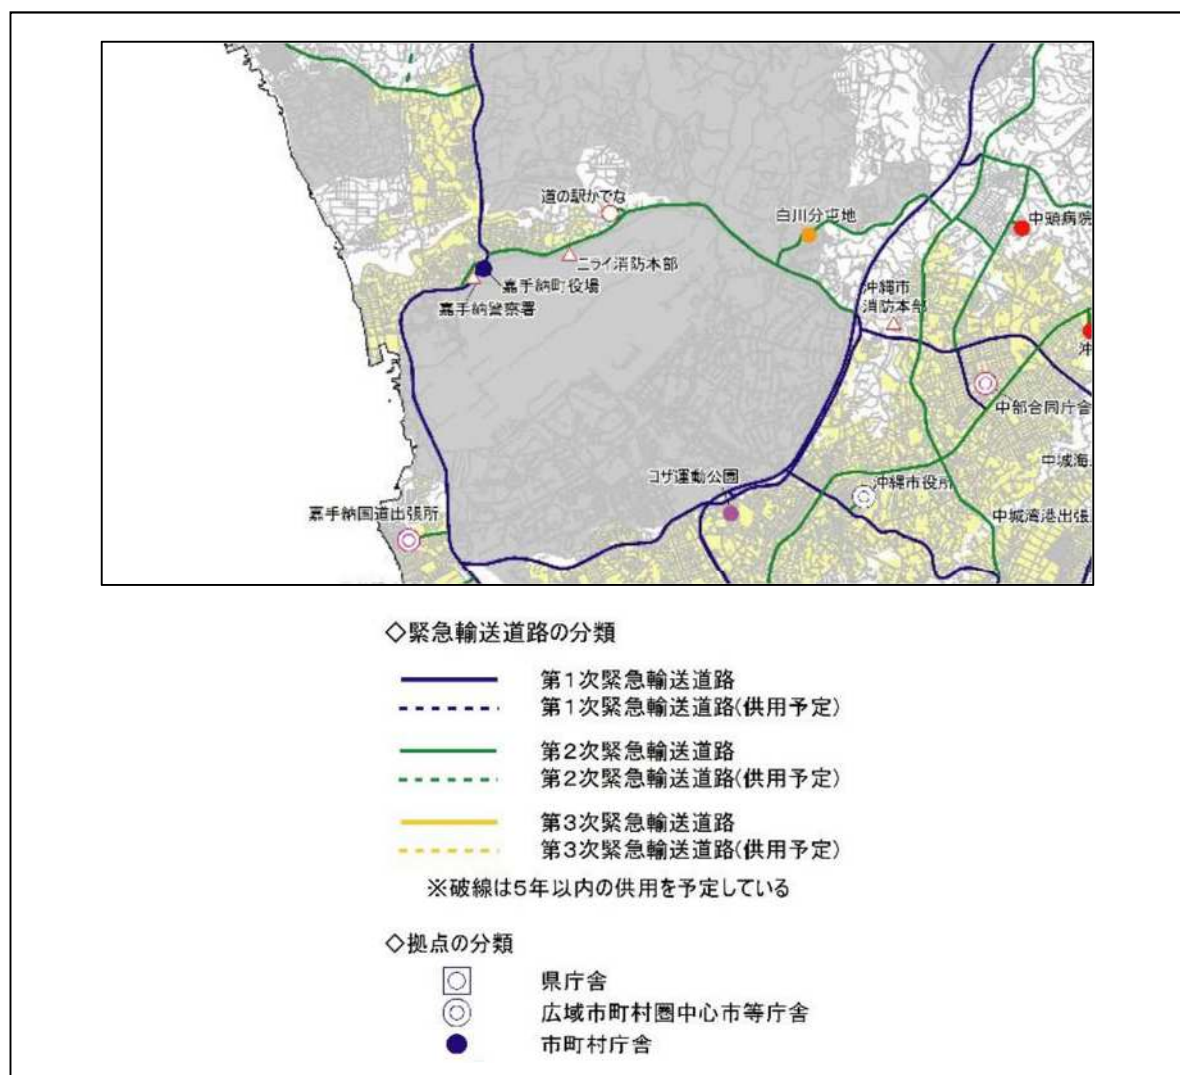 道の駅かでな
白川分屯地
中頭病院
ニライ消防本部
嘉手納町役場
嘉手納警察署
沖縄市
消防本部
沖
中部合同庁舎
コザ運動公園
沖縄市役所
中城海
嘉手納国道出張所
中城湾港出張
◇緊急輸送道路の分類
第1次緊急輸送道路
第1次緊急輸送道路(供用予定)
第2次緊急輸送道路
第2次緊急輸送道路(供用予定)
第3次緊急輸送道路
第3次緊急輸送道路(供用予定)
※破線は5年以内の供用を予定している
◇拠点の分類
県庁舎
広域市町村圏中心市等庁舎
市町村庁舎